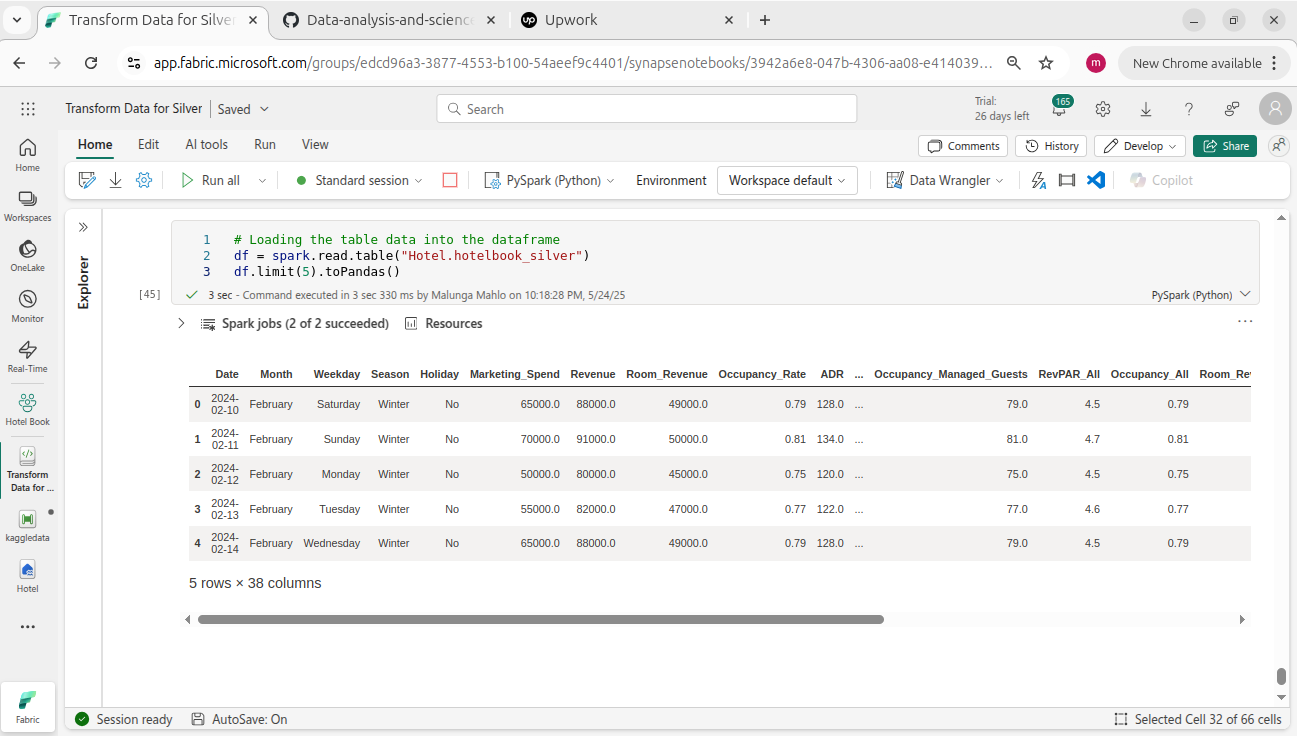 Transform Data for Silver
Data-analysis-and-science
Upwork
app.fabric.microsoft.com/groups/edcd96a3-3877-4553-b100-54aeef9c4401/synapsenotebooks/3942a6e8-047b-4306-aa08-e414039...
m
New Chrome available
Transform Data for Silver
Saved
Search
Trial:
26 days left
165
Home Edit AI tools Run View
Comments History Develop Share
Run all Standard session PySpark (Python) Environment Workspace default Data Wrangler Copilot
Home
Workspaces
OneLake
Monitor
Real-Time
Hotel Book
Transform
Data for ...
kaggledata
Hotel
...
Fabric
Explorer
1 # Loading the table data into the dataframe
2 df = spark.read.table("Hotel.hotelbook_silver")
3 df.limit(5).toPandas()
[45] 3 sec - Command executed in 3 sec 330 ms by Malunga Mahlo on 10:18:28 PM, 5/24/25 PySpark (Python)
Spark jobs (2 of 2 succeeded) Resources ...
Date Month Weekday Season Holiday Marketing_Spend Revenue Room_Revenue Occupancy_Rate ADR ... Occupancy_Managed_Guests RevPAR_All Occupancy_All Room_Rev
0 2024-02-10 February Saturday Winter No 65000.0 88000.0 49000.0 0.79 128.0 ... 79.0 4.5 0.79
1 2024-02-11 February Sunday Winter No 70000.0 91000.0 50000.0 0.81 134.0 ... 81.0 4.7 0.81
2 2024-02-12 February Monday Winter No 50000.0 80000.0 45000.0 0.75 120.0 ... 75.0 4.5 0.75
3 2024-02-13 February Tuesday Winter No 55000.0 82000.0 47000.0 0.77 122.0 ... 77.0 4.6 0.77
4 2024-02-14 February Wednesday Winter No 65000.0 88000.0 49000.0 0.79 128.0 ... 79.0 4.5 0.79
5 rows × 38 columns
Session ready AutoSave: On Selected Cell 32 of 66 cells